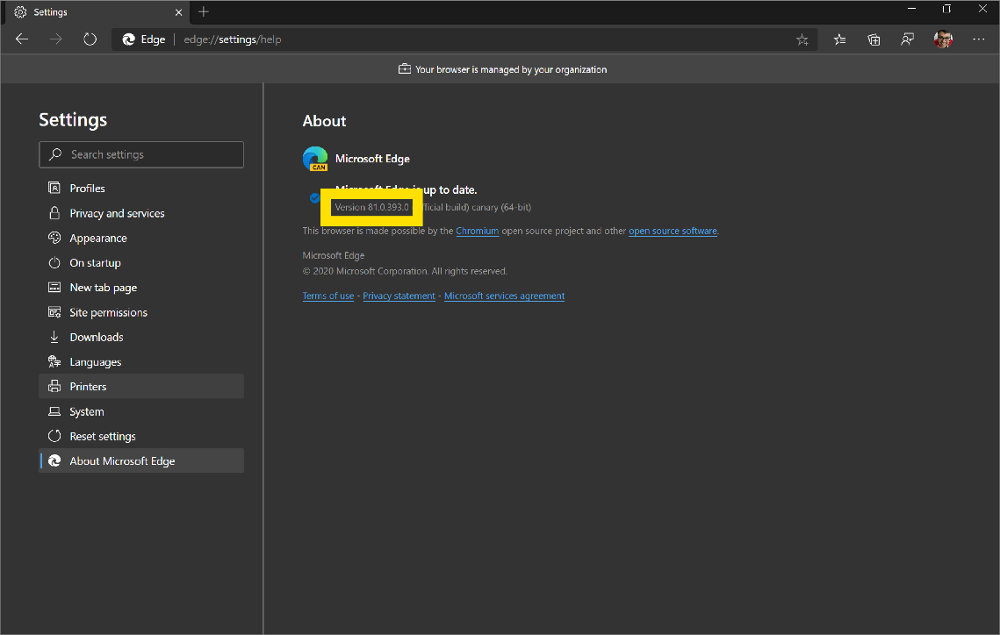 Settings
Edge | edge://settings/help
Your browser is managed by your organization
Settings
Search settings
Profiles
Privacy and services
Appearance
On startup
New tab page
Site permissions
Downloads
Languages
Printers
System
Reset settings
About Microsoft Edge
About
CAN
Microsoft Edge
Microsoft Edge is up to date.
Version 81.0.393.0 fficial build) canary (64-bit)
This browser is made possible by the Chromium open source project and other open source software.
Microsoft Edge
© 2020 Microsoft Corporation. All rights reserved.
Terms of use - Privacy statement - Microsoft services agreement